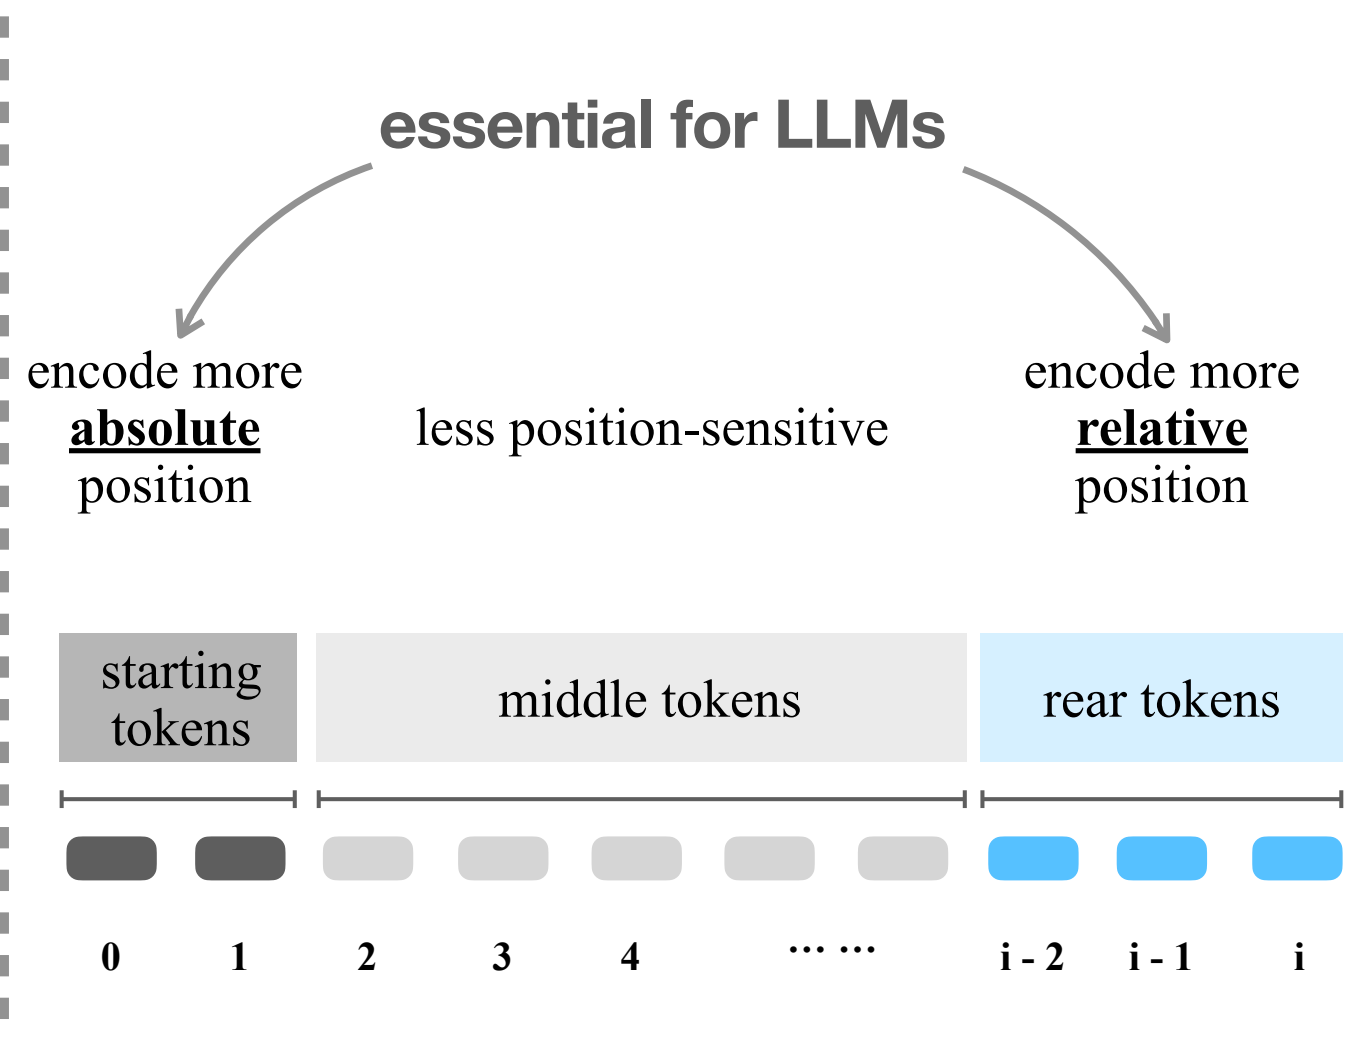 essential for LLMs
encode more
absolute
position
less position-sensitive
encode more
relative
position
starting
tokens
middle tokens
rear tokens
0 1 2 3 4 ... ... i - 2 i - 1 i